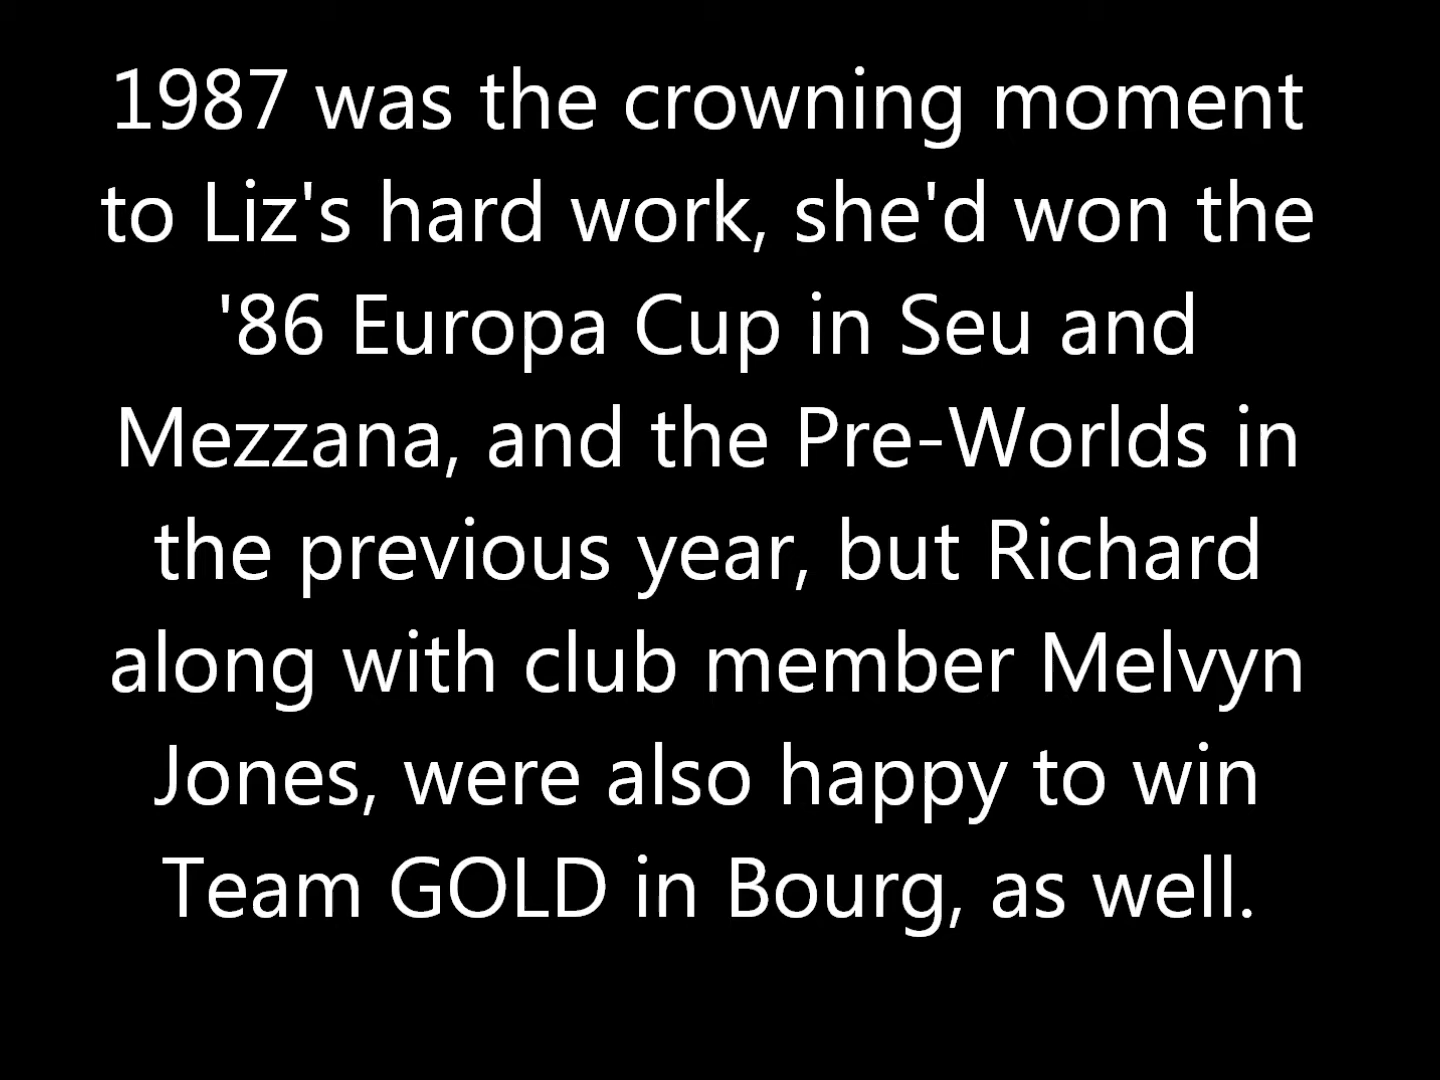 1987 was the crowning moment
to Liz's hard work, she'd won the
'86 Europa Cup in Seu and
Mezzana, and the Pre-Worlds in
the previous year, but Richard
along with club member Melvyn
Jones, were also happy to win
Team GOLD in Bourg, as well.